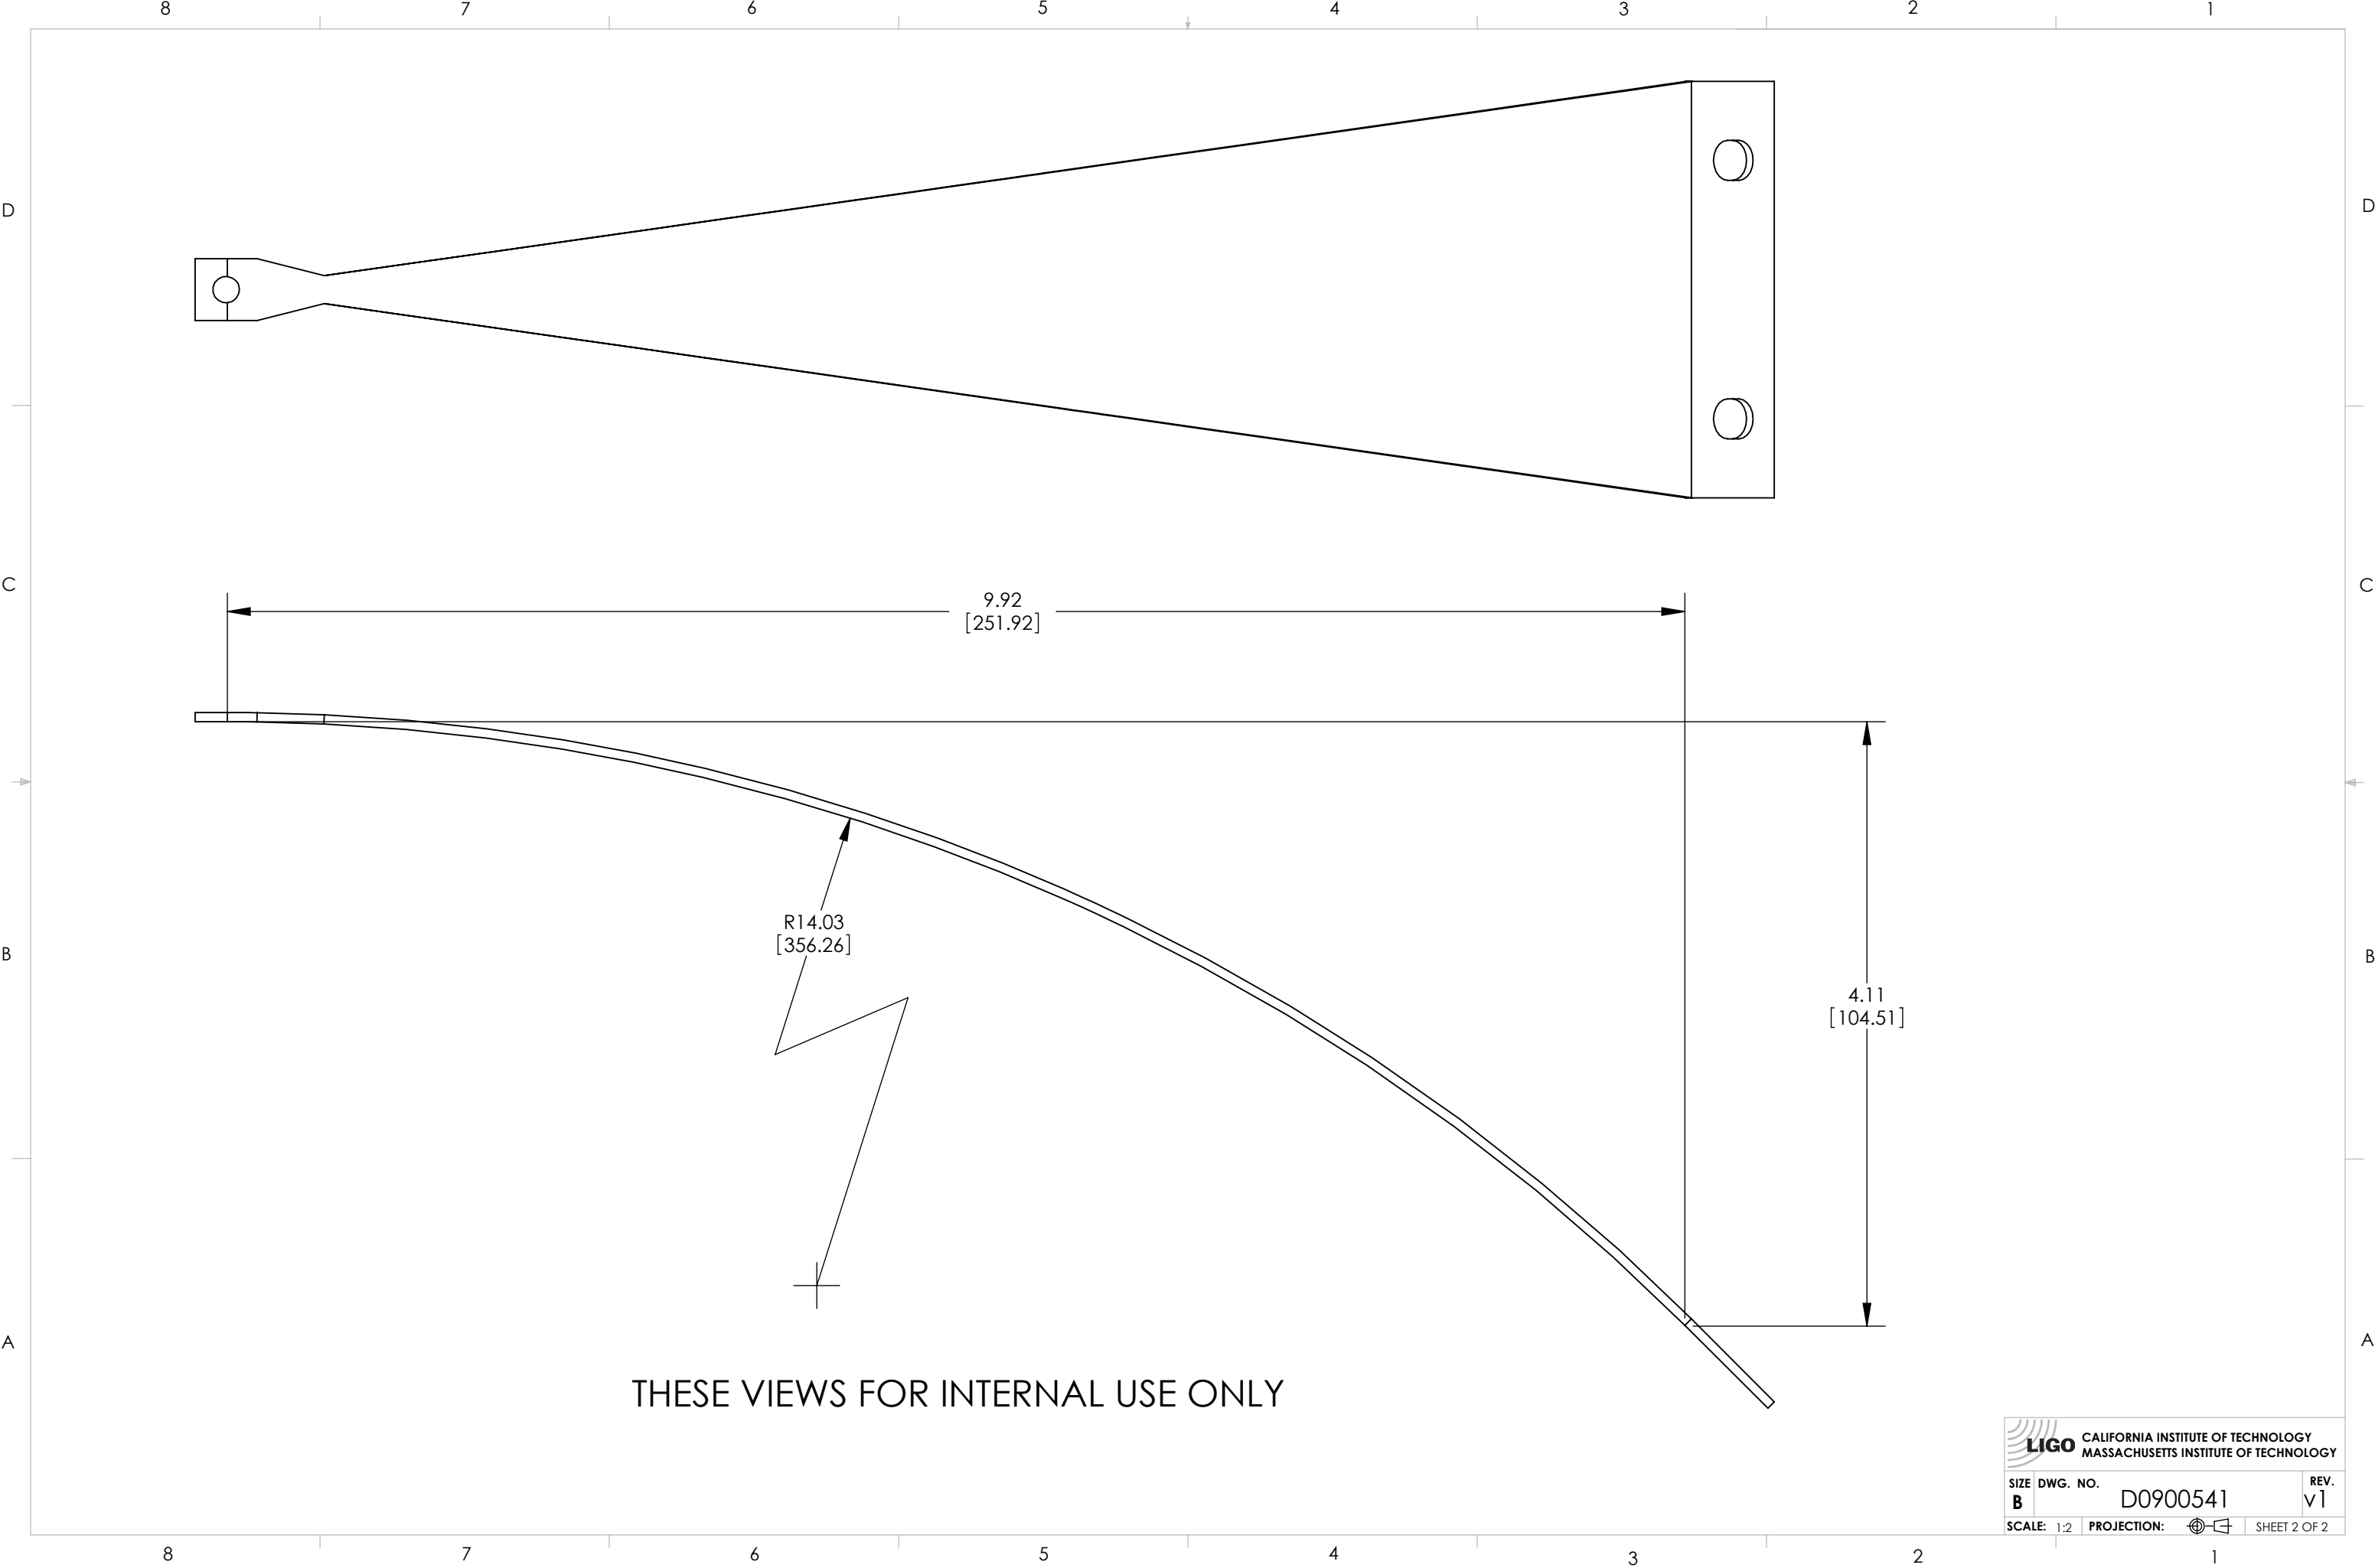 8 7 6 5 4 3 2 1
D D
C C
9.92
[251.92]
R14.03
[356.26]
B B
4.11
[104.51]
A A
THESE VIEWS FOR INTERNAL USE ONLY
LIGO
CALIFORNIA INSTITUTE OF TECHNOLOGY
MASSACHUSETTS INSTITUTE OF TECHNOLOGY
SIZE DWG. NO. REV.
B D0900541 v1
SCALE: 1:2 PROJECTION: SHEET 2 OF 2
8 7 6 5 4 3 2 1